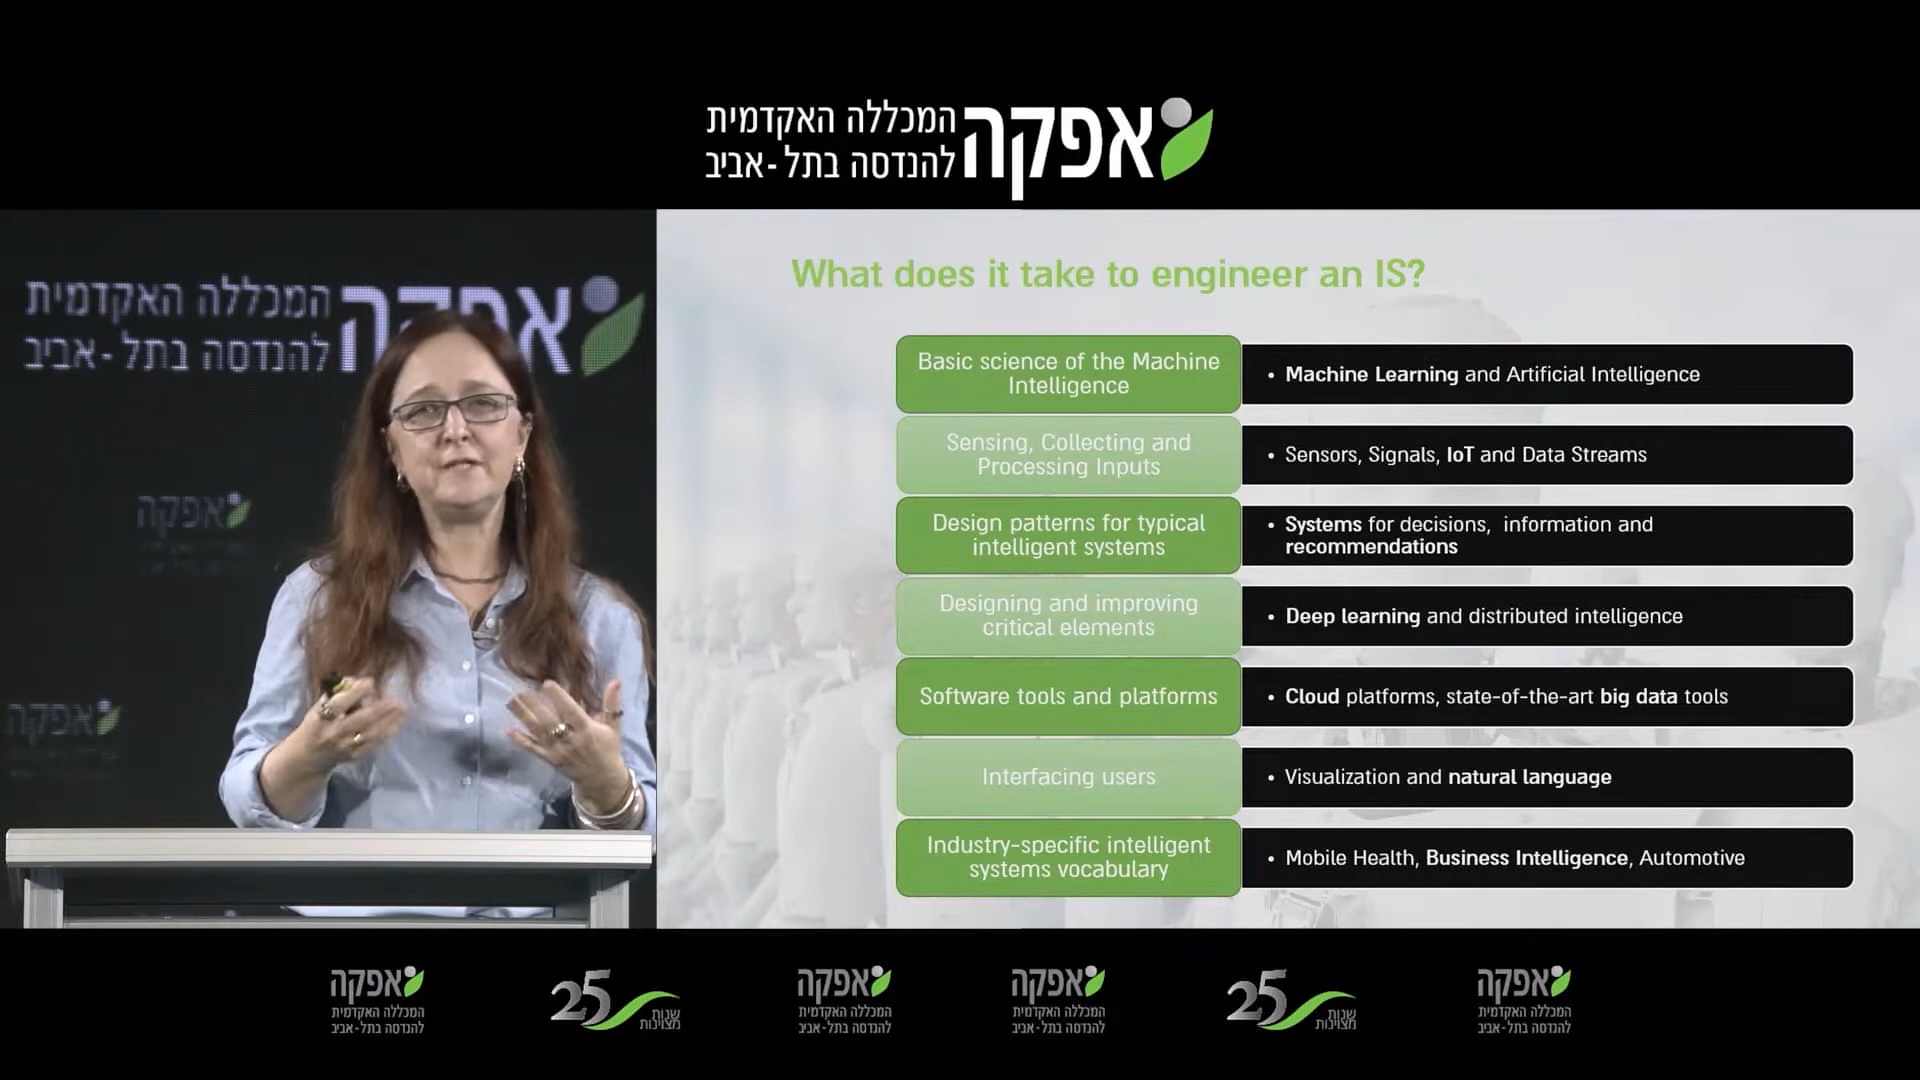 המכללה האקדמית
להנדסה בתל-אביב
אפקה
המכללה האקדמית
להנדסה בתל-אביב
אפקה
אפקה
אפקה
What does it take to engineer an IS?
Basic science of the Machine
Intelligence
• Machine Learning and Artificial Intelligence
Sensing, Collecting and
Processing Inputs
• Sensors, Signals, IoT and Data Streams
Design patterns for typical
intelligent systems
• Systems for decisions, information and
recommendations
Designing and improving
critical elements
• Deep learning and distributed intelligence
Software tools and platforms
• Cloud platforms, state-of-the-art big data tools
Interfacing users
• Visualization and natural language
Industry-specific intelligent
systems vocabulary
• Mobile Health, Business Intelligence, Automotive
אפקה
המכללה האקדמית
להנדסה בתל-אביב
25
שנות
מצוינות
אפקה
המכללה האקדמית
להנדסה בתל-אביב
אפקה
המכללה האקדמית
להנדסה בתל-אביב
25
שנות
מצוינות
אפקה
המכללה האקדמית
להנדסה בתל-אביב